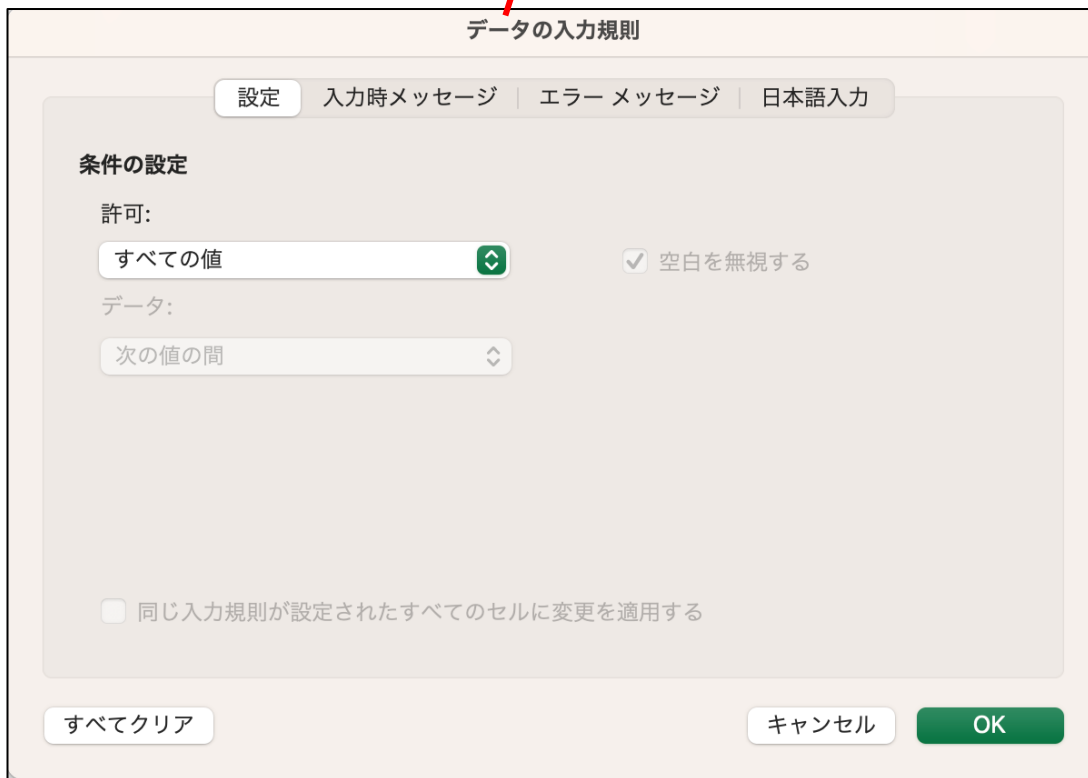 データの入力規則
設定 入力時メッセージ エラー メッセージ 日本語入力
条件の設定
許可:
すべての値 空白を無視する
データ:
次の値の間
同じ入力規則が設定されたすべてのセルに変更を適用する
すべてクリア キャンセル OK